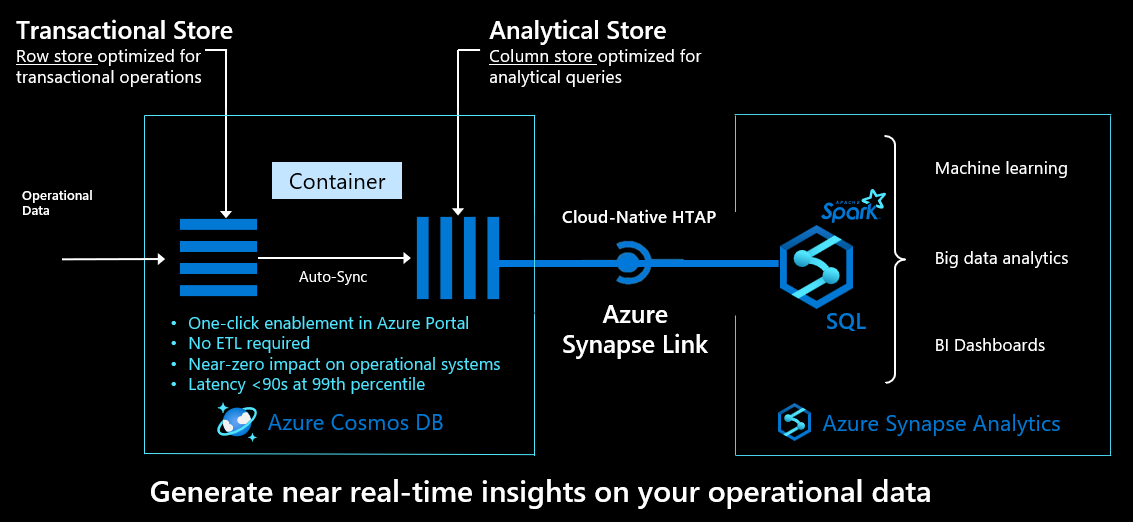 Transactional Store
Row store optimized for
transactional operations
Analytical Store
Column store optimized for
analytical queries
Operational
Data
Container
Auto-Sync
• One-click enablement in Azure Portal
• No ETL required
• Near-zero impact on operational systems
• Latency <90s at 99th percentile
Azure Cosmos DB
Cloud-Native HTAP
Azure
Synapse Link
APACHE
Spark
SQL
Machine learning
Big data analytics
BI Dashboards
Azure Synapse Analytics
Generate near real-time insights on your operational data